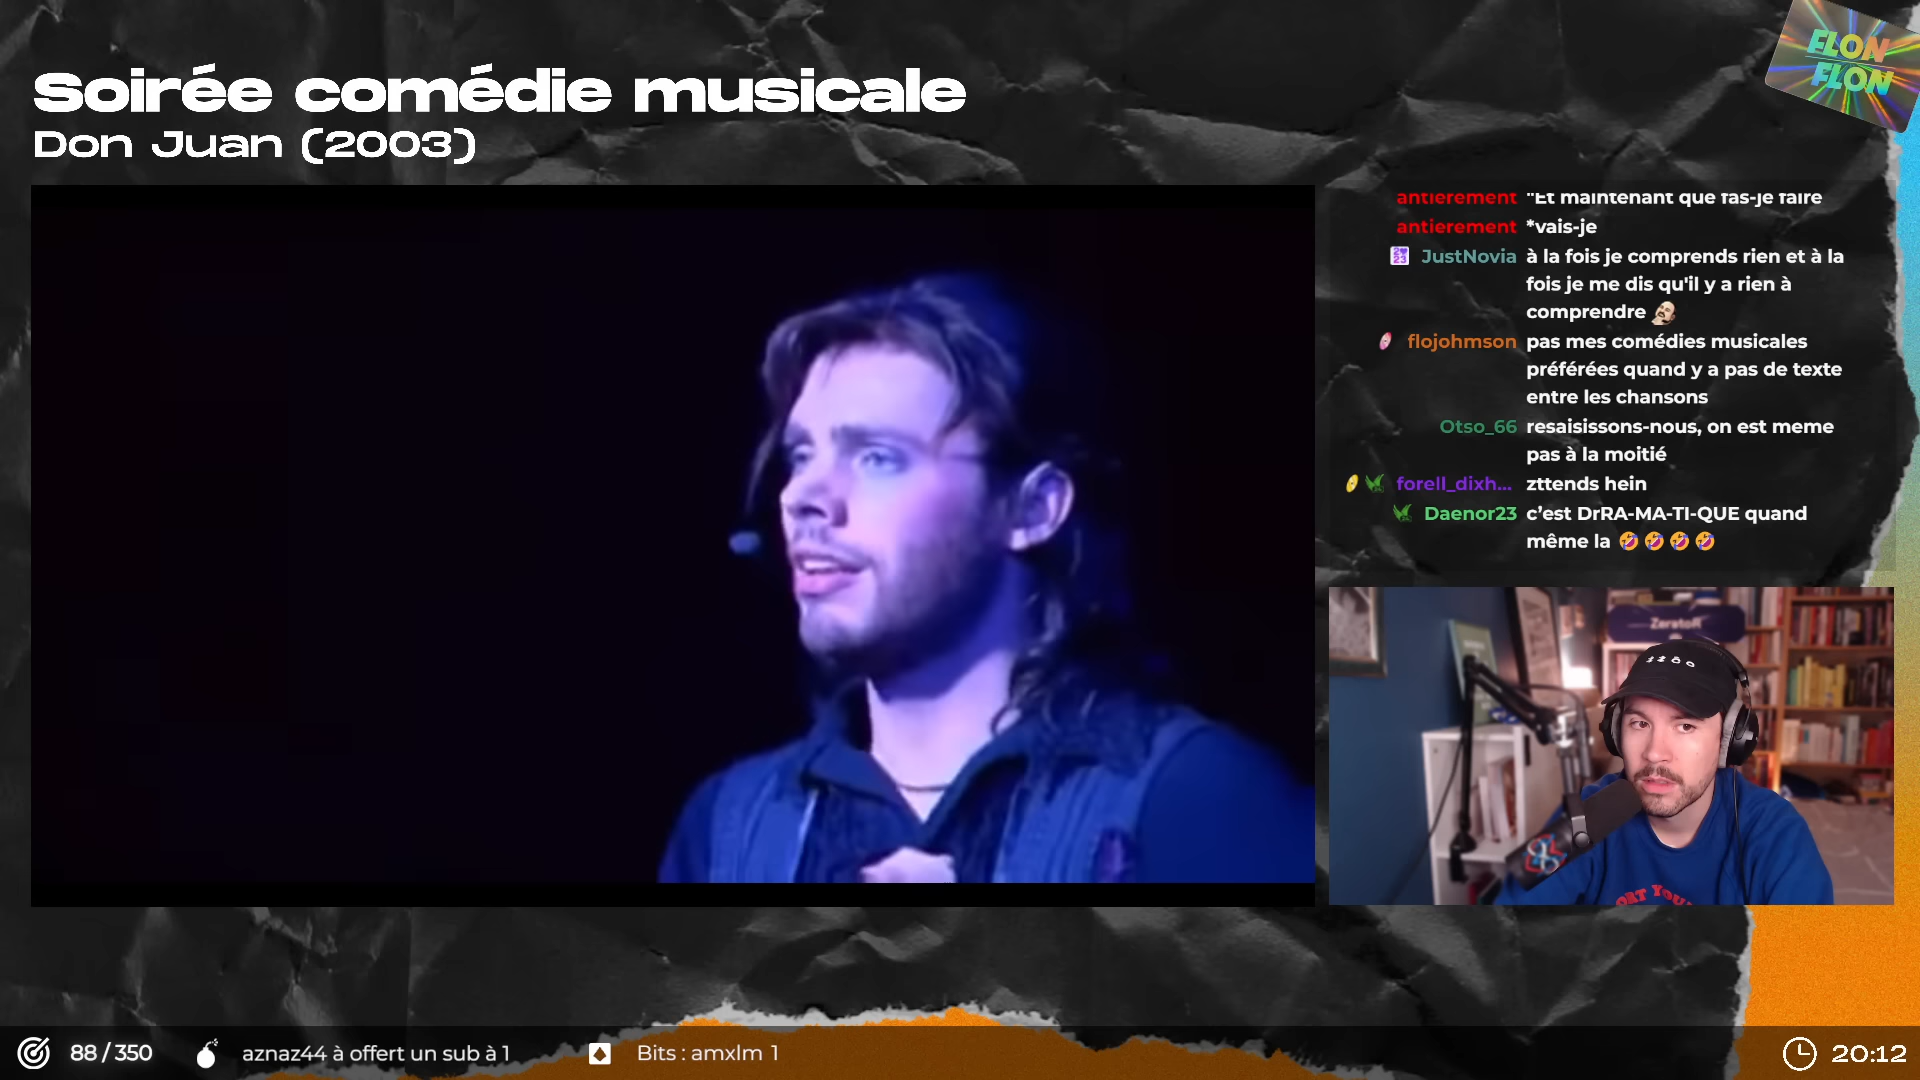 Soirée comédie musicale
Don Juan (2003)
FLON
FLON
antierement "Et maintenant que fas-je faire
antierement *vais-je
JustNovia à la fois je comprends rien et à la
fois je me dis qu'il y a rien à
comprendre
flojohmson pas mes comédies musicales
préférées quand y a pas de texte
entre les chansons
Otso_66 resaisissons-nous, on est meme
pas à la moitié
forell_dixh... zttends hein
Daenor23 c'est DrRA-MA-TI-QUE quand
même la
ZeratoR
88 / 350
aznaz44 à offert un sub à 1
Bits : amxlm 1
20:12